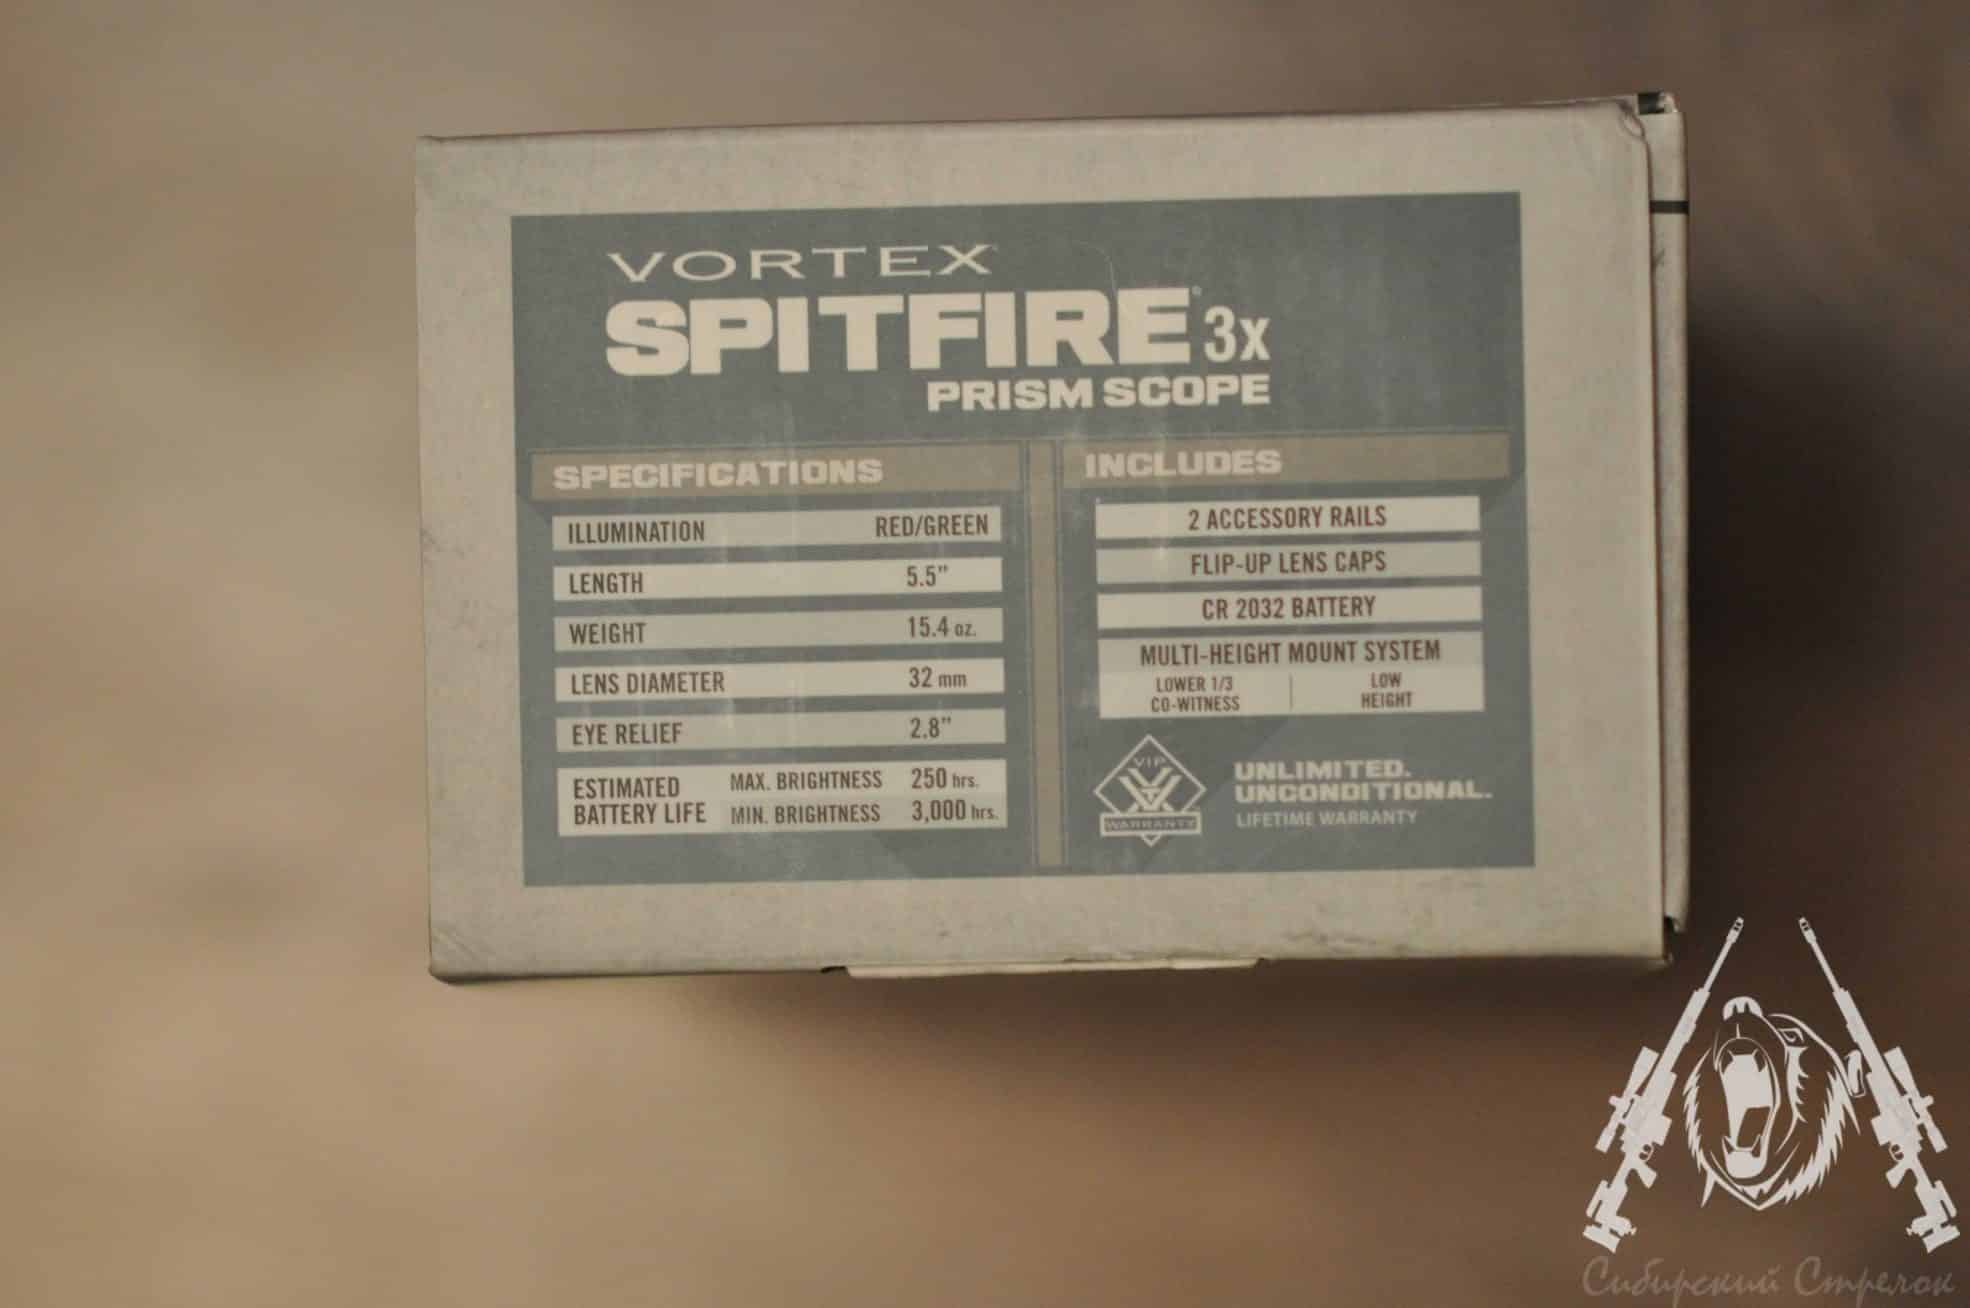 VORTEX
SPITFIRE® 3x
PRISM SCOPE
SPECIFICATIONS
ILLUMINATION RED/GREEN
LENGTH 5.5"
WEIGHT 15.4 oz.
LENS DIAMETER 32 mm
EYE RELIEF 2.8"
ESTIMATED MAX. BRIGHTNESS 250 hrs.
BATTERY LIFE MIN. BRIGHTNESS 3,000 hrs.
INCLUDES
2 ACCESSORY RAILS
FLIP-UP LENS CAPS
CR 2032 BATTERY
MULTI-HEIGHT MOUNT SYSTEM
LOWER 1/3 LOW
CO-WITNESS HEIGHT
VIP
WARRANTY
UNLIMITED.
UNCONDITIONAL.
LIFETIME WARRANTY
Сибирский Стрелок